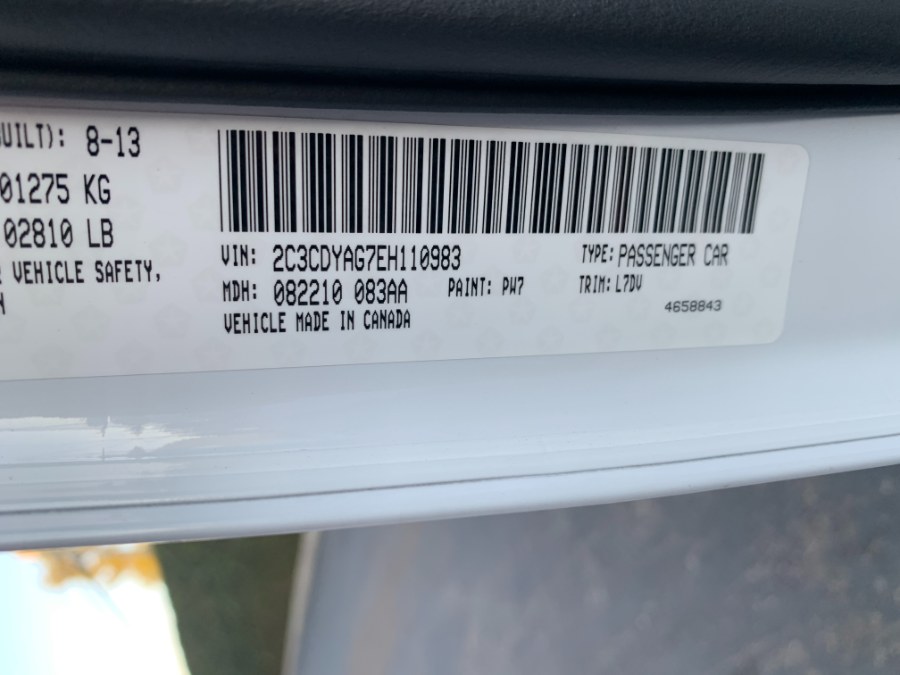 BUILT): 8-13
01275 KG
02810 LB
VEHICLE SAFETY,
VIN: 2C3CDYAG7EH110983 TYPE: PASSENGER CAR
MDH: 082210 083AA PAINT: PW7 TRIM: L7DV
4658843
VEHICLE MADE IN CANADA